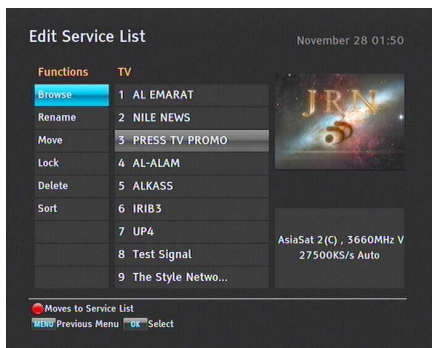 Edit Service List
November 28 01:50
Functions
TV
Browse
Rename
Move
Lock
Delete
Sort
1 AL EMARAT
2 NILE NEWS
3 PRESS TV PROMO
4 AL-ALAM
5 ALKASS
6 IRIB3
7 UP4
8 Test Signal
9 The Style Netwo...
JRN
AsiaSat 2(C) , 3660MHz V
27500KS/s Auto
Moves to Service List
MENU Previous Menu OK Select